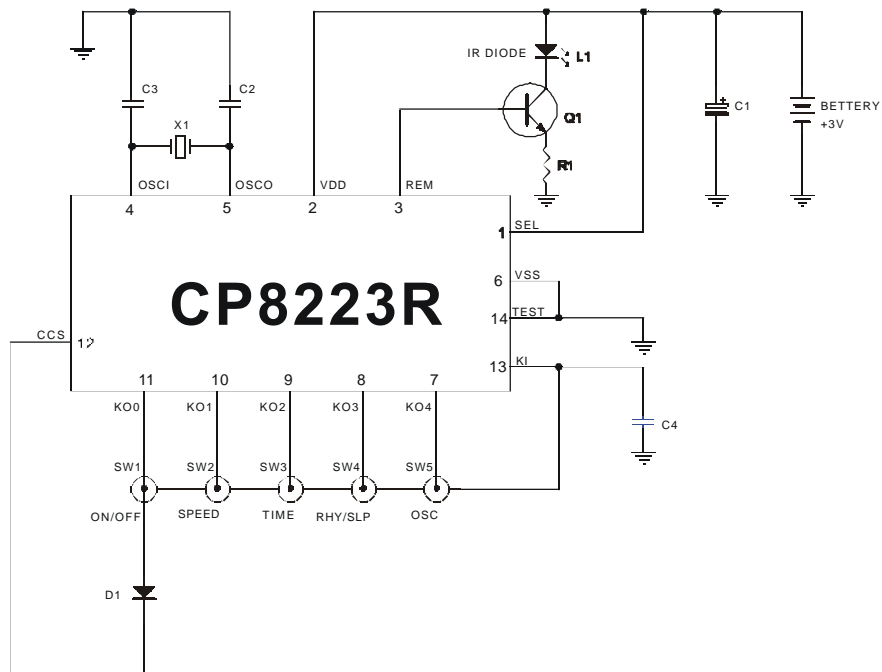 IR DIODE
L1
C3
C2
C1
BETTERY
+3V
X1
Q1
R1
OSCI
OSCO
VDD
REM
4
5
2
3
1
SEL
6
VSS
CP8223R
14
TEST
CCS
12
13
KI
11
10
9
8
7
KO0
KO1
KO2
KO3
KO4
C4
SW1
SW2
SW3
SW4
SW5
ON/OFF
SPEED
TIME
RHY/SLP
OSC
D1